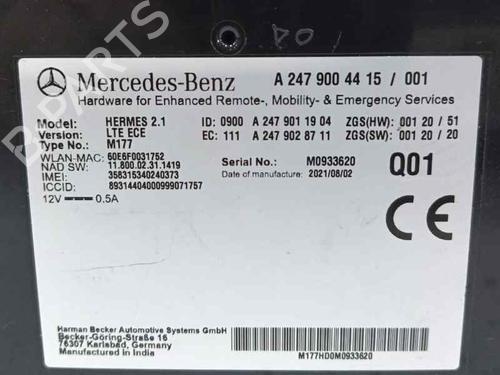 Mercedes-Benz A 247 900 44 15 / 001
Hardware for Enhanced Remote-, Mobility- & Emergency Services
Model: HERMES 2.1 ID: 0900 A 247 901 19 04 ZGS(HW): 001 20 / 51
Version: LTE ECE EC: 111 A 247 902 87 11 ZGS(SW): 001 20 / 20
Type No.: M177
WLAN-MAC: 60E6F0031752 Serial No.: M0933620 Q01
NAD SW: 11.800.02.31.1419 Produced: 2021/08/02
IMEI: 358315340240373
ICCID: 89314404000999071757
12V 0.5A
CE
Harman Becker Automotive Systems GmbH
Becker-Göring-Straße 16
76307 Karlsbad, Germany
Manufactured in India
M177HD0M0933620
B-PARTS